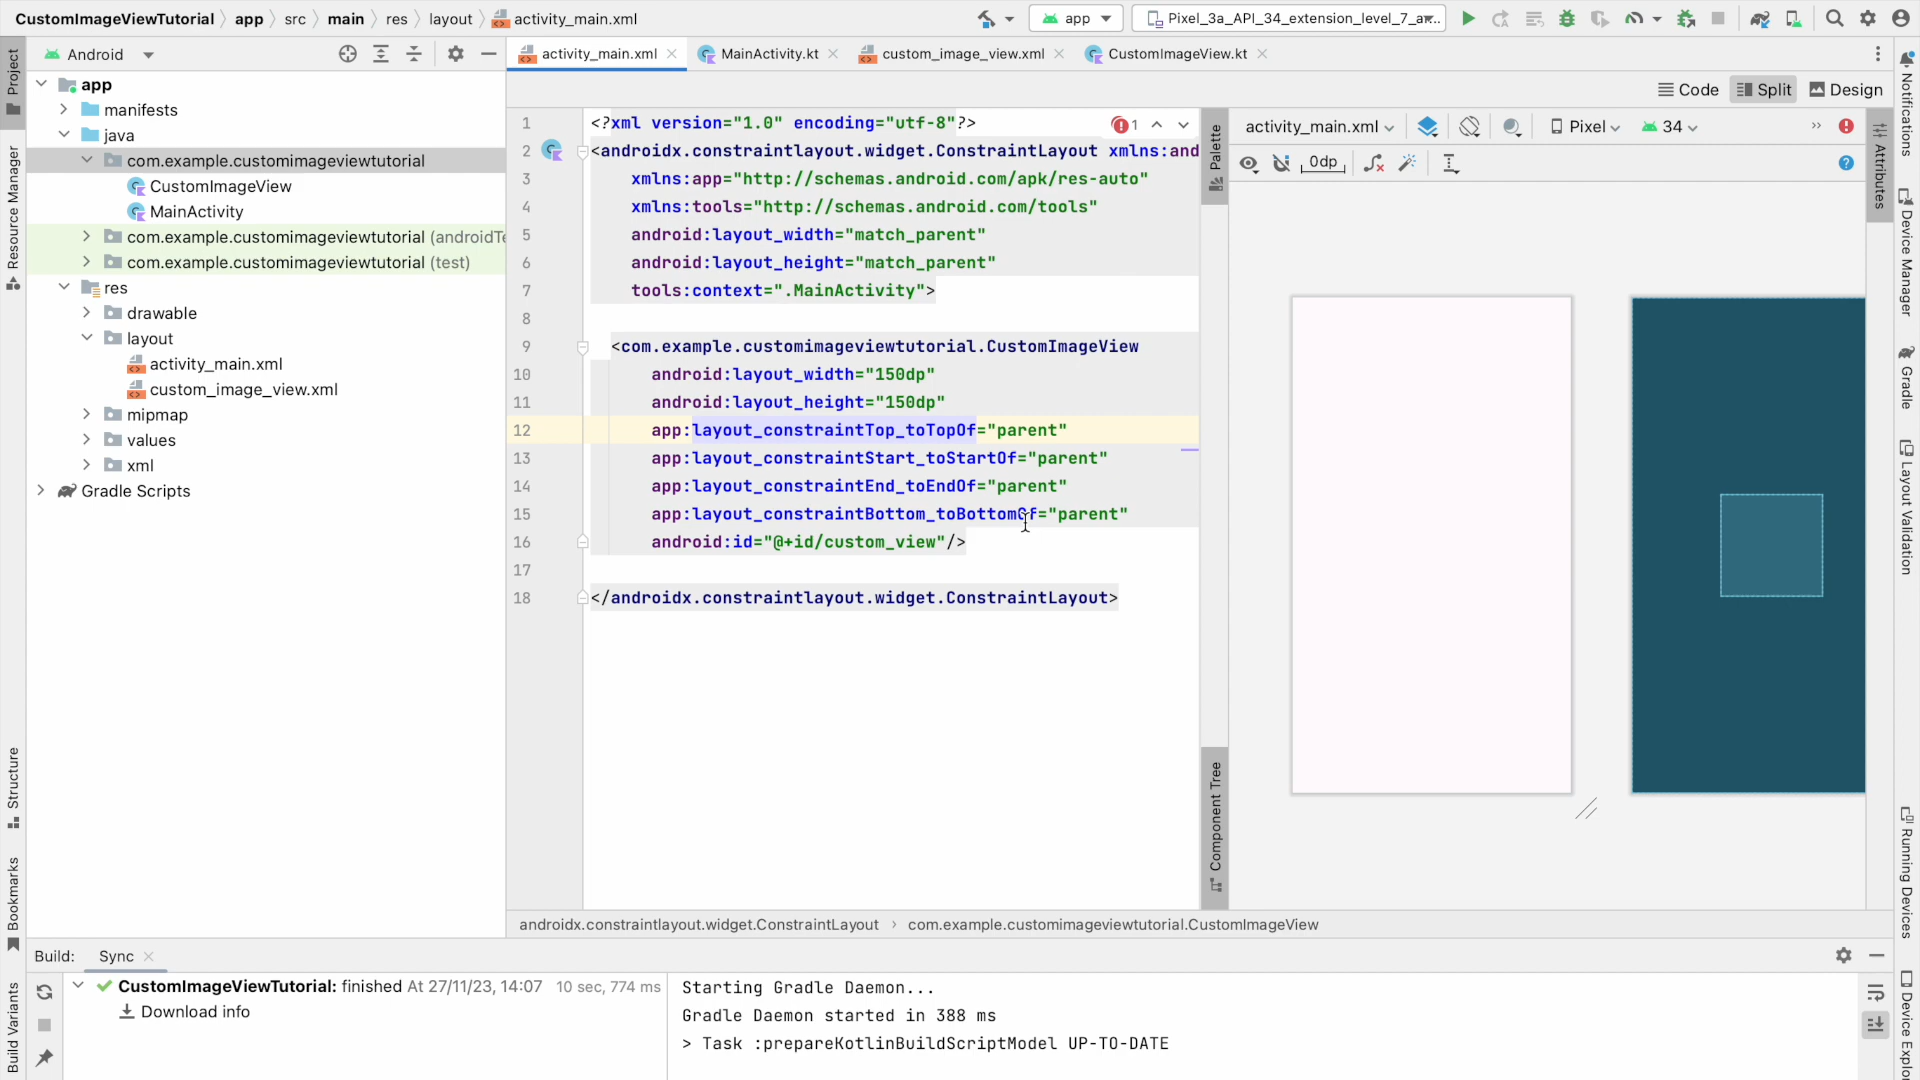 CustomImageViewTutorial app src main res layout activity_main.xml
app Pixel_3a_API_34_extension_level_7_a...
Project
Android
activity_main.xml MainActivity.kt custom_image_view.xml CustomImageView.kt
Notifications
Code Split Design
app
manifests
java
com.example.customimageviewtutorial
CustomImageView
MainActivity
com.example.customimageviewtutorial (androidTe
com.example.customimageviewtutorial (test)
res
drawable
layout
activity_main.xml
custom_image_view.xml
mipmap
values
xml
Gradle Scripts
Resource Manager
Structure
Bookmarks
Build Variants
1 <?xml version="1.0" encoding="utf-8"?>
1
2 <androidx.constraintlayout.widget.ConstraintLayout xmlns:and
3 xmlns:app="http://schemas.android.com/apk/res-auto"
4 xmlns:tools="http://schemas.android.com/tools"
5 android:layout_width="match_parent"
6 android:layout_height="match_parent"
7 tools:context=".MainActivity">
8
9 <com.example.customimageviewtutorial.CustomImageView
10 android:layout_width="150dp"
11 android:layout_height="150dp"
12 app:layout_constraintTop_toTopOf="parent"
13 app:layout_constraintStart_toStartOf="parent"
14 app:layout_constraintEnd_toEndOf="parent"
15 app:layout_constraintBottom_toBottomOf="parent"
16 android:id="@+id/custom_view"/>
17
18 </androidx.constraintlayout.widget.ConstraintLayout>
Palette
Component Tree
activity_main.xml Pixel 34
0dp
Attributes
Device Manager
Gradle
Layout Validation
Running Devices
Device Explo
androidx.constraintlayout.widget.ConstraintLayout › com.example.customimageviewtutorial.CustomImageView
Build: Sync
CustomImageViewTutorial: finished At 27/11/23, 14:07 10 sec, 774 ms
Download info
Starting Gradle Daemon...
Gradle Daemon started in 388 ms
> Task :prepareKotlinBuildScriptModel UP-TO-DATE